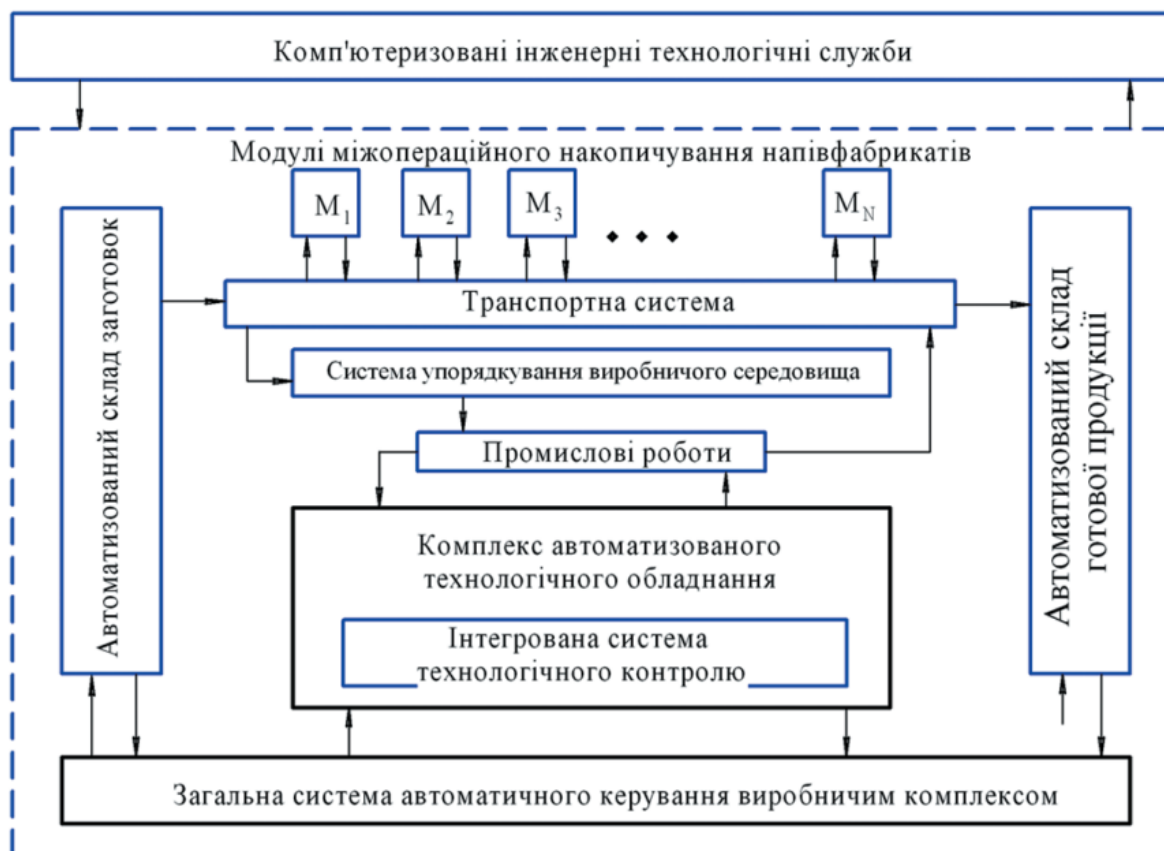 Комп'ютеризовані інженерні технологічні служби
Модулі міжопераційного накопичування напівфабрикатів
M1
M2
M3
MN
Транспортна система
Автоматизований склад заготовок
Система упорядкування виробничого середовища
Промислові роботи
Комплекс автоматизованого
технологічного обладнання
Інтегрована система
технологічного контролю
Автоматизований склад
готової продукції
Загальна система автоматичного керування виробничим комплексом